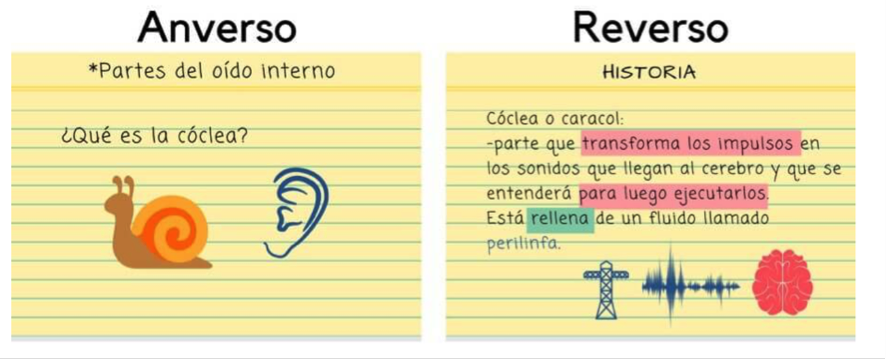 Anverso
*Partes del oído interno
¿Qué es la cóclea?
Reverso
HISTORIA
Cóclea o caracol:
-parte que transforma los impulsos en
los sonidos que llegan al cerebro y que se
entenderá para luego ejecutarlos.
Está rellena de un fluido llamado
perilinfa.